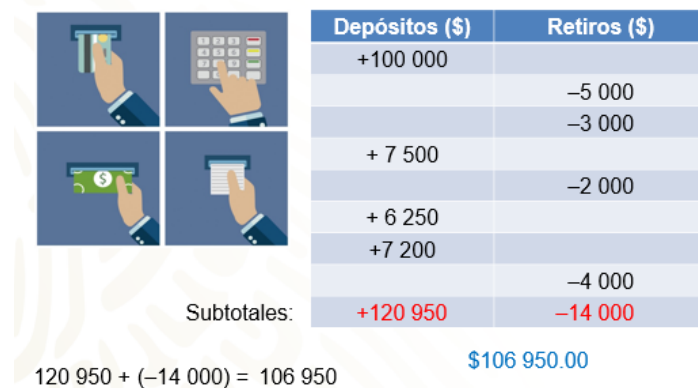 Depósitos ($) Retiros ($)
+100 000
–5 000
–3 000
+ 7 500
–2 000
+ 6 250
+7 200
–4 000
Subtotales: +120 950 –14 000
$106 950.00
120 950 + (–14 000) = 106 950